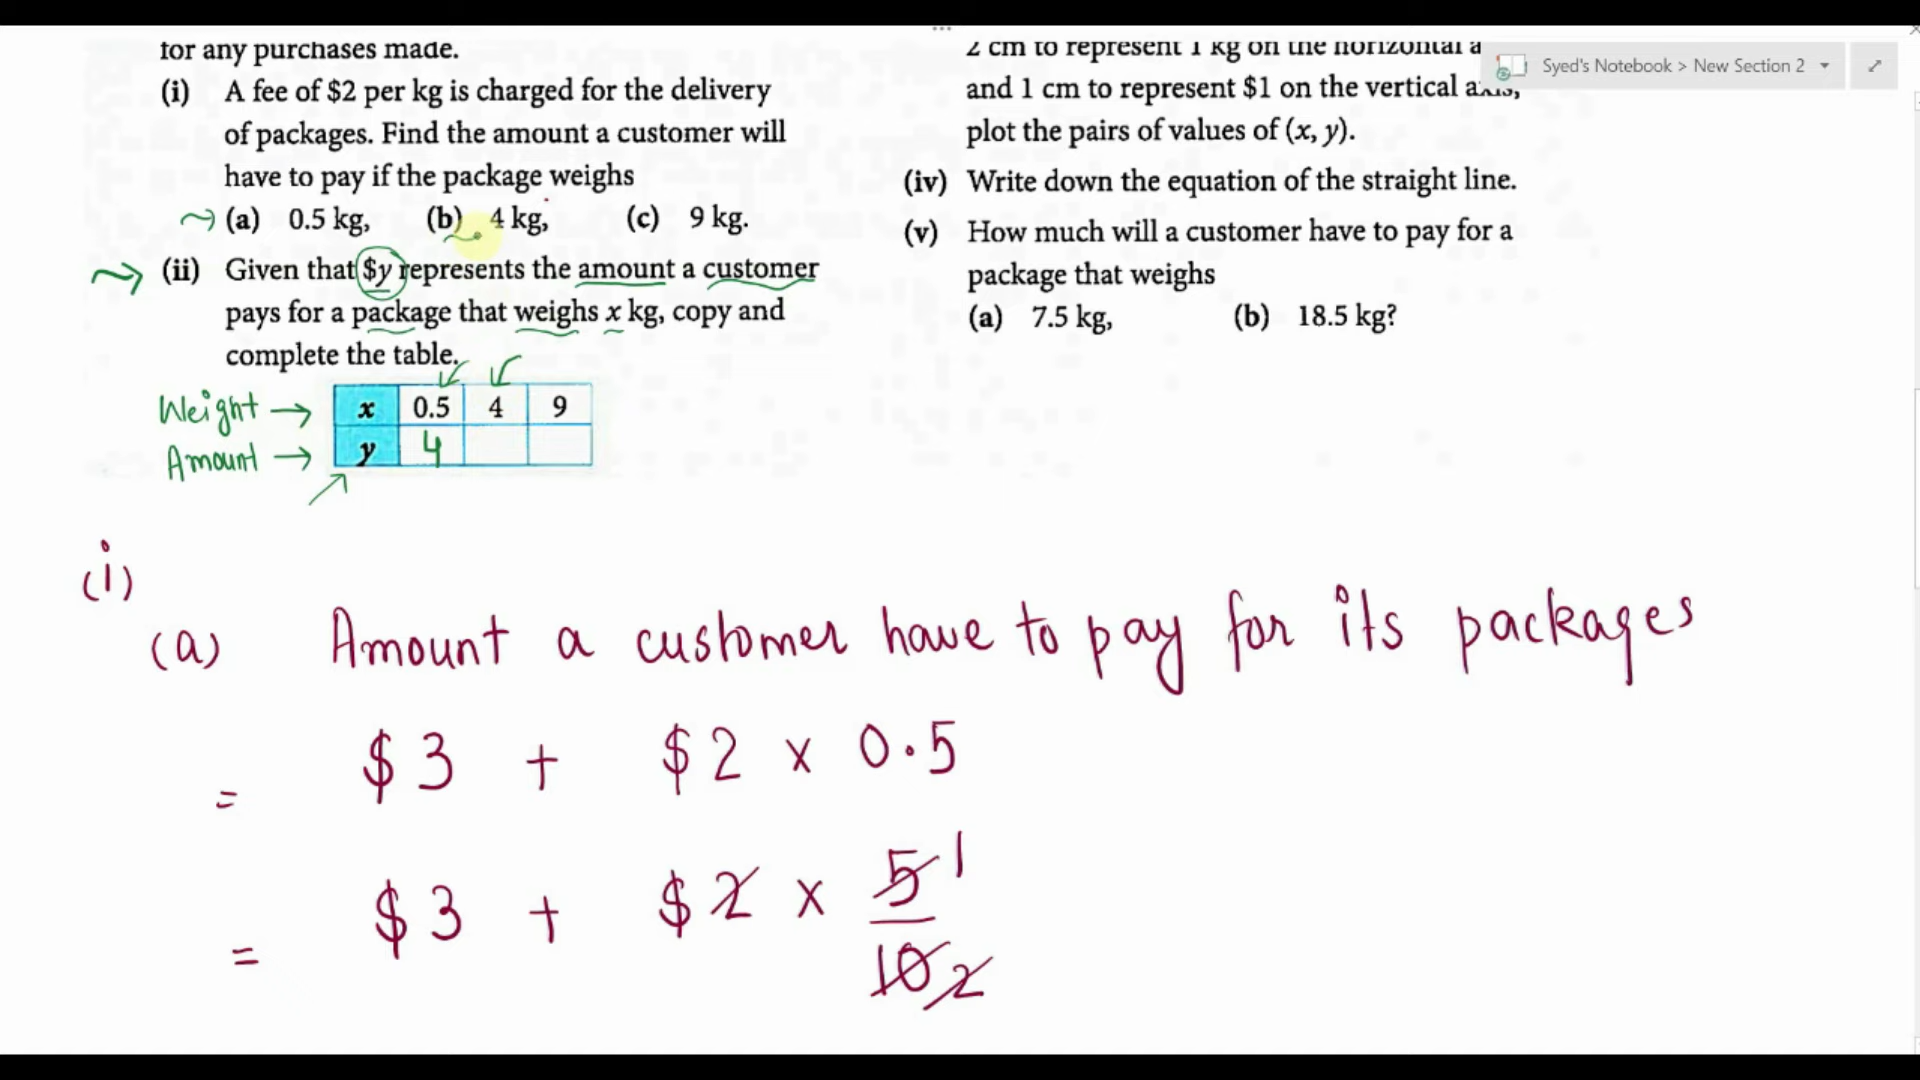 for any purchases made.
(i) A fee of $2 per kg is charged for the delivery
of packages. Find the amount a customer will
have to pay if the package weighs
(a) 0.5 kg, (b) 4 kg, (c) 9 kg.
(ii) Given that $y represents the amount a customer
pays for a package that weighs x kg, copy and
complete the table.
Weight → x 0.5 4 9
Amount → y 4
2 cm to represent 1 kg on the horizontal a
and 1 cm to represent $1 on the vertical axis,
plot the pairs of values of (x, y).
(iv) Write down the equation of the straight line.
(v) How much will a customer have to pay for a
package that weighs
(a) 7.5 kg, (b) 18.5 kg?
Syed's Notebook > New Section 2
(i)
(a) Amount a customer have to pay for its packages
= $3 + $2 x 0.5
= $3 + $2 x 5 1
10 2